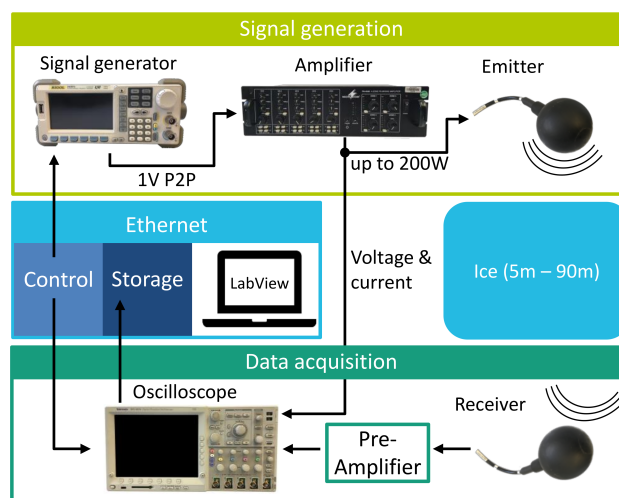 Signal generation
Signal generator
Amplifier
Emitter
1V P2P
up to 200W
Ethernet
Control
Storage
LabView
Voltage &
current
Ice (5m – 90m)
Data acquisition
Oscilloscope
Receiver
Pre-
Amplifier